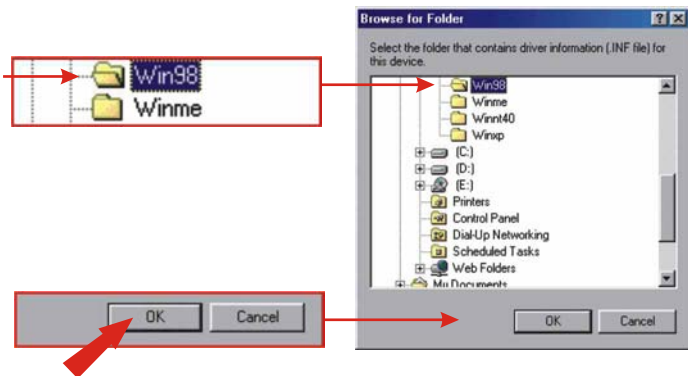 Win98
Winme
Browse for Folder
Select the folder that contains driver information (.INF file) for
this device.
Win98
Winme
Winnt40
Winxp
(C:)
(D:)
(E:)
Printers
Control Panel
Dial-Up Networking
Scheduled Tasks
Web Folders
My Documents
OK Cancel
OK Cancel